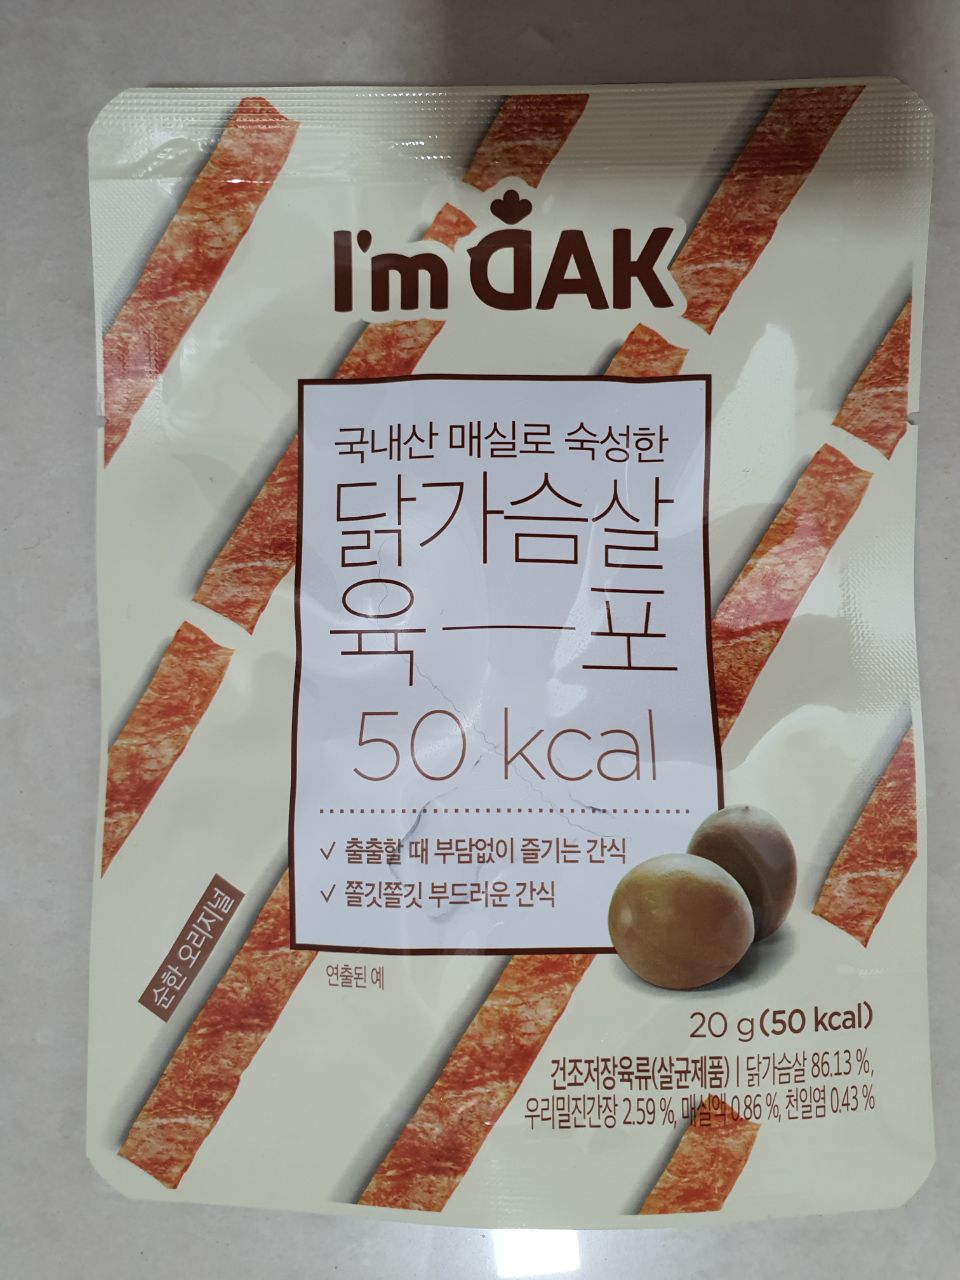 I'm DAK
국내산 매실로 숙성한
닭가슴살
육―포
50 kcal
✓ 출출할 때 부담없이 즐기는 간식
✓ 쫄깃쫄깃 부드러운 간식
순한 오리지널
연출된 예
20 g(50 kcal)
건조저장육류(살균제품) | 닭가슴살 86.13 %,
우리밀진간장 2.59 %, 매실액 0.86 %, 천일염 0.43 %